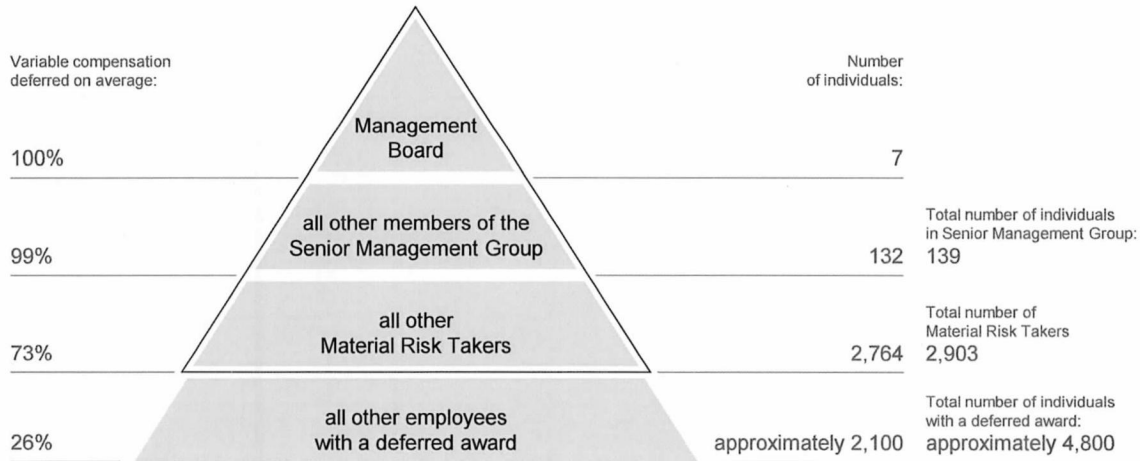 Variable compensation
deferred on average:
Number
of individuals:
Management
Board
100%
7
all other members of the
Senior Management Group
Total number of individuals
in Senior Management Group:
99%
132
139
all other
Material Risk Takers
Total number of
Material Risk Takers
73%
2,764
2,903
all other employees
with a deferred award
Total number of individuals
with a deferred award:
26%
approximately 2,100
approximately 4,800